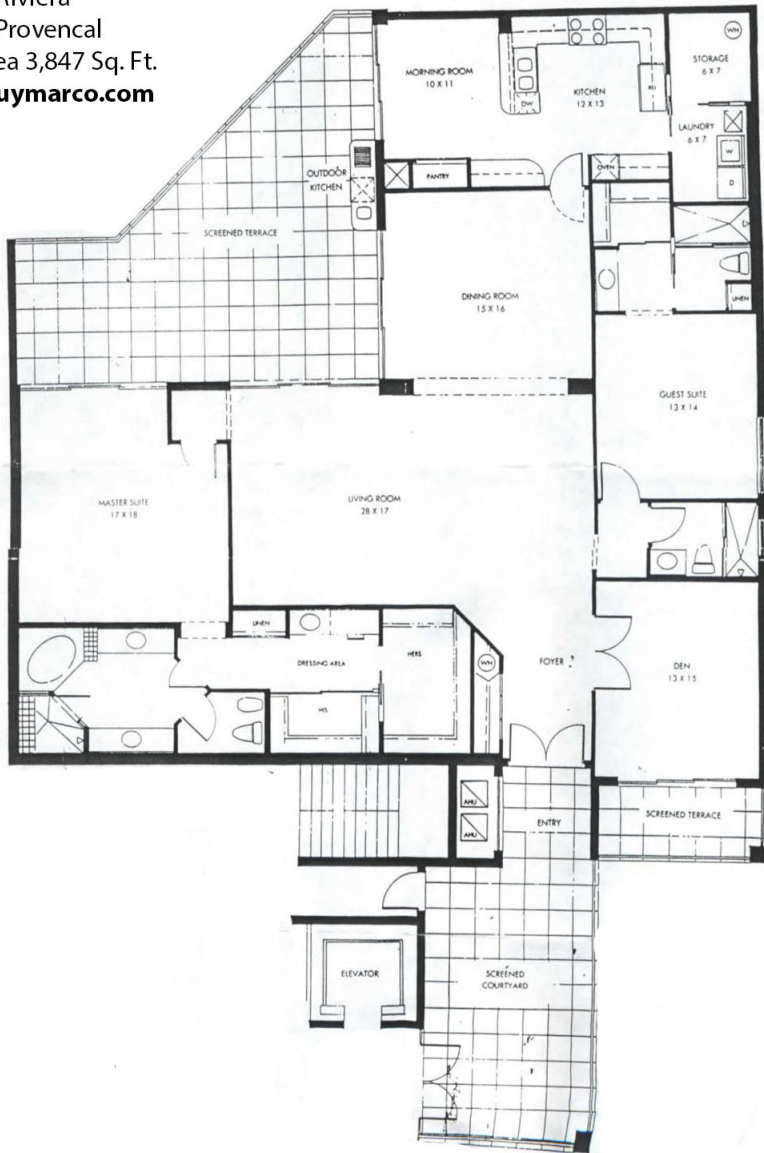 Riviera
Provencal
ea 3,847 Sq. Ft.
uymarco.com
MORNING ROOM
10 X 11
DW
KITCHEN
12 X 13
WH
STORAGE
6 X 7
LAUNDRY
6 X 7
W
D
OVEN
PANTRY
OUTDOOR
KITCHEN
SCREENED TERRACE
DINING ROOM
15 X 16
LINEN
GUEST SUITE
13 X 14
MASTER SUITE
17 X 18
LIVING ROOM
28 X 17
LINEN
DRESSING AREA
HERS
HIS
WH
FOYER
DEN
13 X 15
AHU
AHU
ENTRY
SCREENED TERRACE
ELEVATOR
SCREENED
COURTYARD